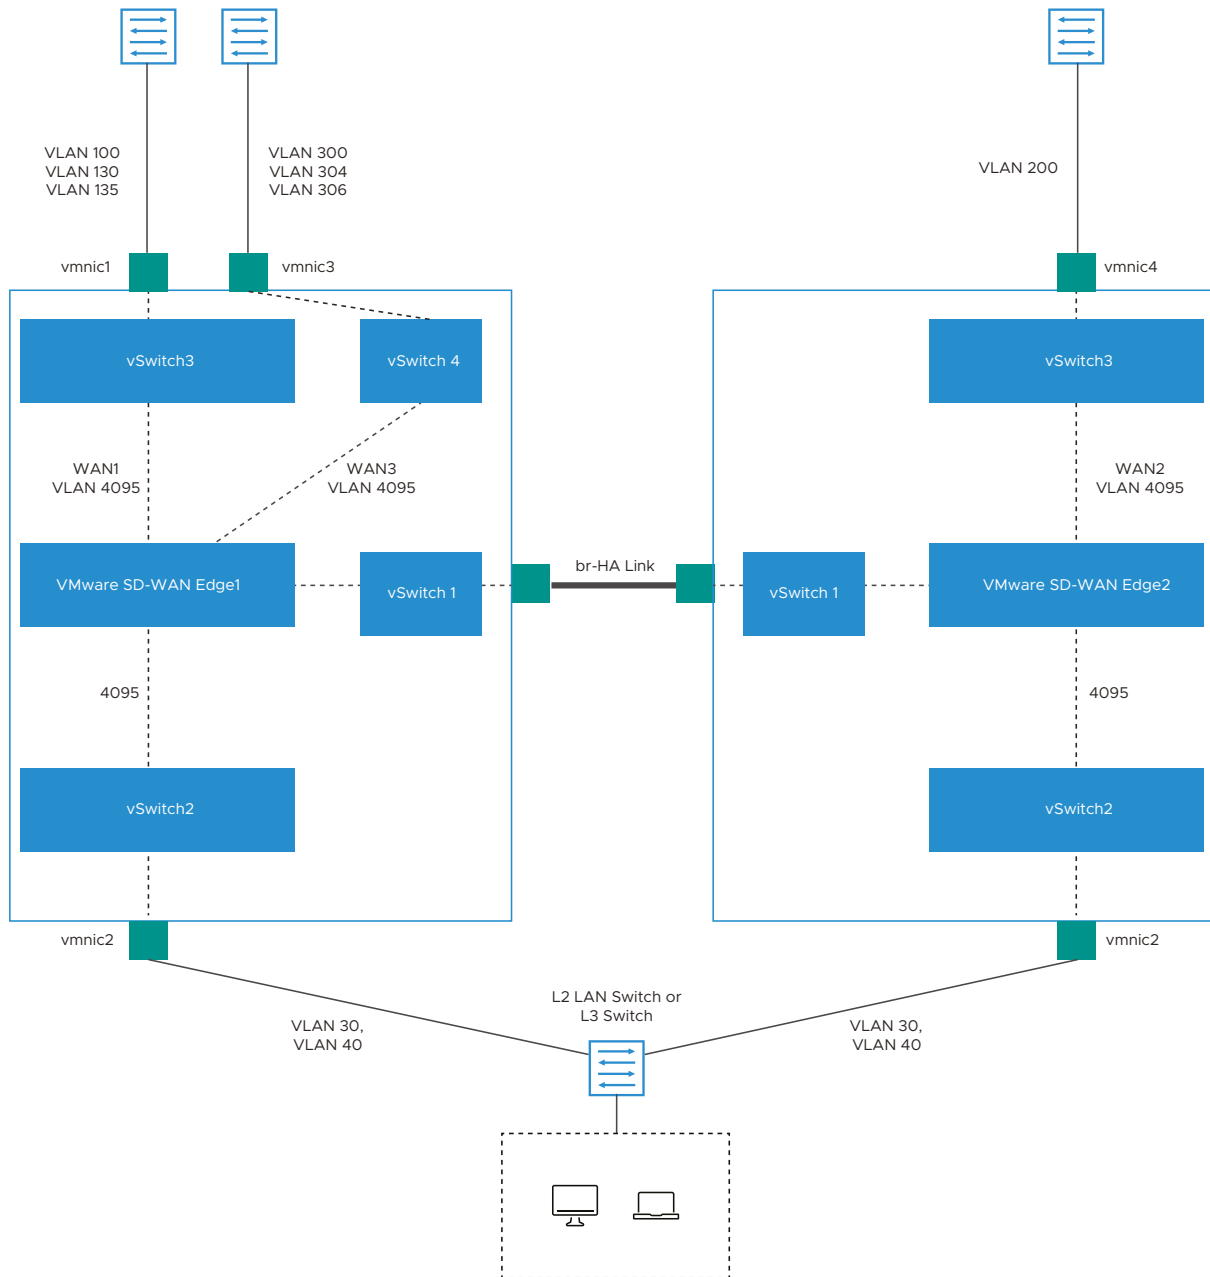 VLAN 100
VLAN 130
VLAN 135
VLAN 300
VLAN 304
VLAN 306
VLAN 200
vmnic1
vmnic3
vmnic4
vSwitch3
vSwitch 4
vSwitch3
WAN1
VLAN 4095
WAN3
VLAN 4095
WAN2
VLAN 4095
br-HA Link
VMware SD-WAN Edge1
vSwitch 1
vSwitch 1
VMware SD-WAN Edge2
4095
4095
vSwitch2
vSwitch2
vmnic2
vmnic2
L2 LAN Switch or
L3 Switch
VLAN 30,
VLAN 40
VLAN 30,
VLAN 40